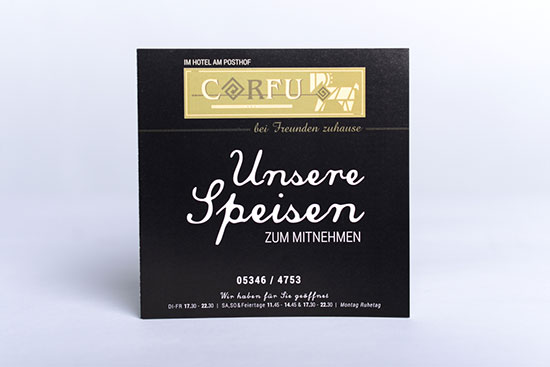 IM HOTEL AM POSTHOF
CORFU
bei Freunden zuhause
Unsere
Speisen
ZUM MITNEHMEN
05346 / 4753
Wir haben für Sie geöffnet
DI-FR 17.30 - 22.30 | SA,SO & Feiertage 11.45 - 14.45 & 17.30 - 22.30 | Montag Ruhetag